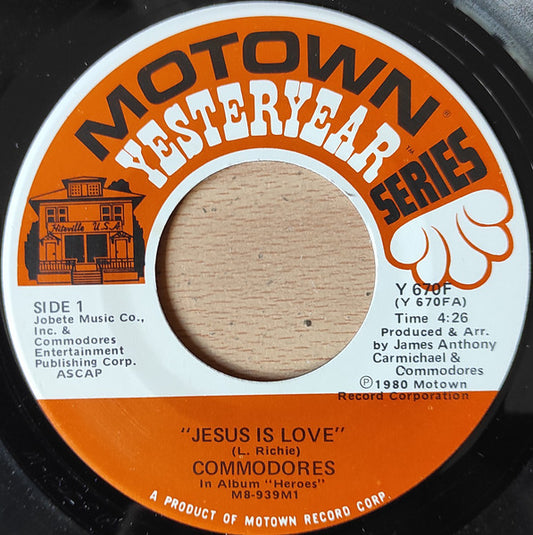 MOTOWN®
YESTERYEAR™
SERIES
Hitsville U.S.A
SIDE 1
Jobete Music Co.,
Inc. &
Commodores
Entertainment
Publishing Corp.
ASCAP
Y 670F
(Y 670FA)
Time 4:26
Produced & Arr.
by James Anthony
Carmichael &
Commodores
℗ 1980 Motown
Record Corporation
"JESUS IS LOVE"
(L. Richie)
COMMODORES
In Album "Heroes"
M8-939M1
A PRODUCT OF MOTOWN RECORD CORP.